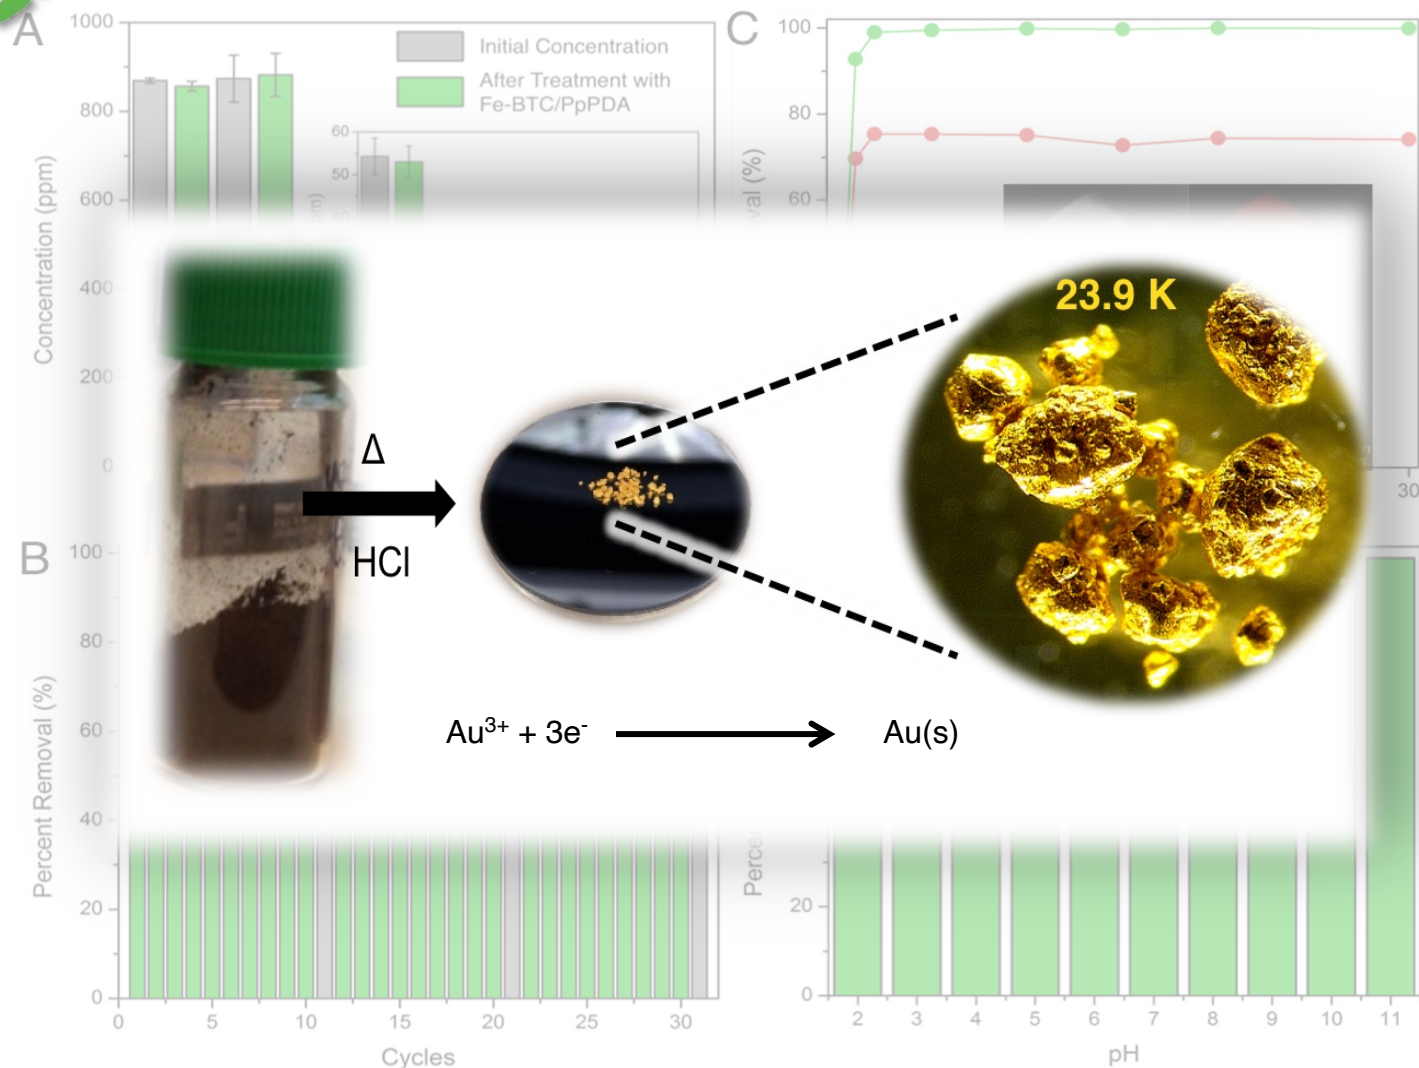 A
1000
800
600
400
200
0
Concentration (ppm)
Initial Concentration
After Treatment with
Fe-BTC/PpPDA
60
50
40
C
100
80
60
30
23.9 K
Δ
HCl
Au³⁺ + 3e⁻
Au(s)
B
100
80
60
40
20
0
Percent Removal (%)
0 5 10 15 20 25 30
Cycles
20
0
2 3 4 5 6 7 8 9 10 11
pH